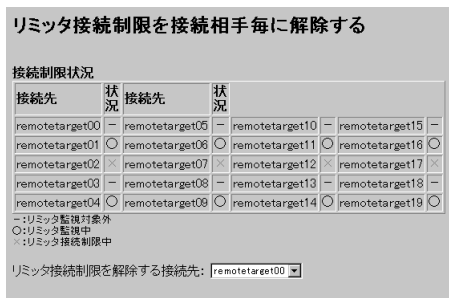 リミッタ接続制限を接続相手毎に解除する
接続制限状況
接続先 状況 接続先 状況
remotetarget00 － remotetarget05 － remotetarget10 － remotetarget15 －
remotetarget01 ○ remotetarget06 ○ remotetarget11 ○ remotetarget16 ○
remotetarget02 × remotetarget07 × remotetarget12 × remotetarget17 ×
remotetarget03 － remotetarget08 － remotetarget13 － remotetarget18 －
remotetarget04 ○ remotetarget09 ○ remotetarget14 ○ remotetarget19 ○
－:リミッタ監視対象外
○:リミッタ監視中
×:リミッタ接続制限中
リミッタ接続制限を解除する接続先: remotetarget00